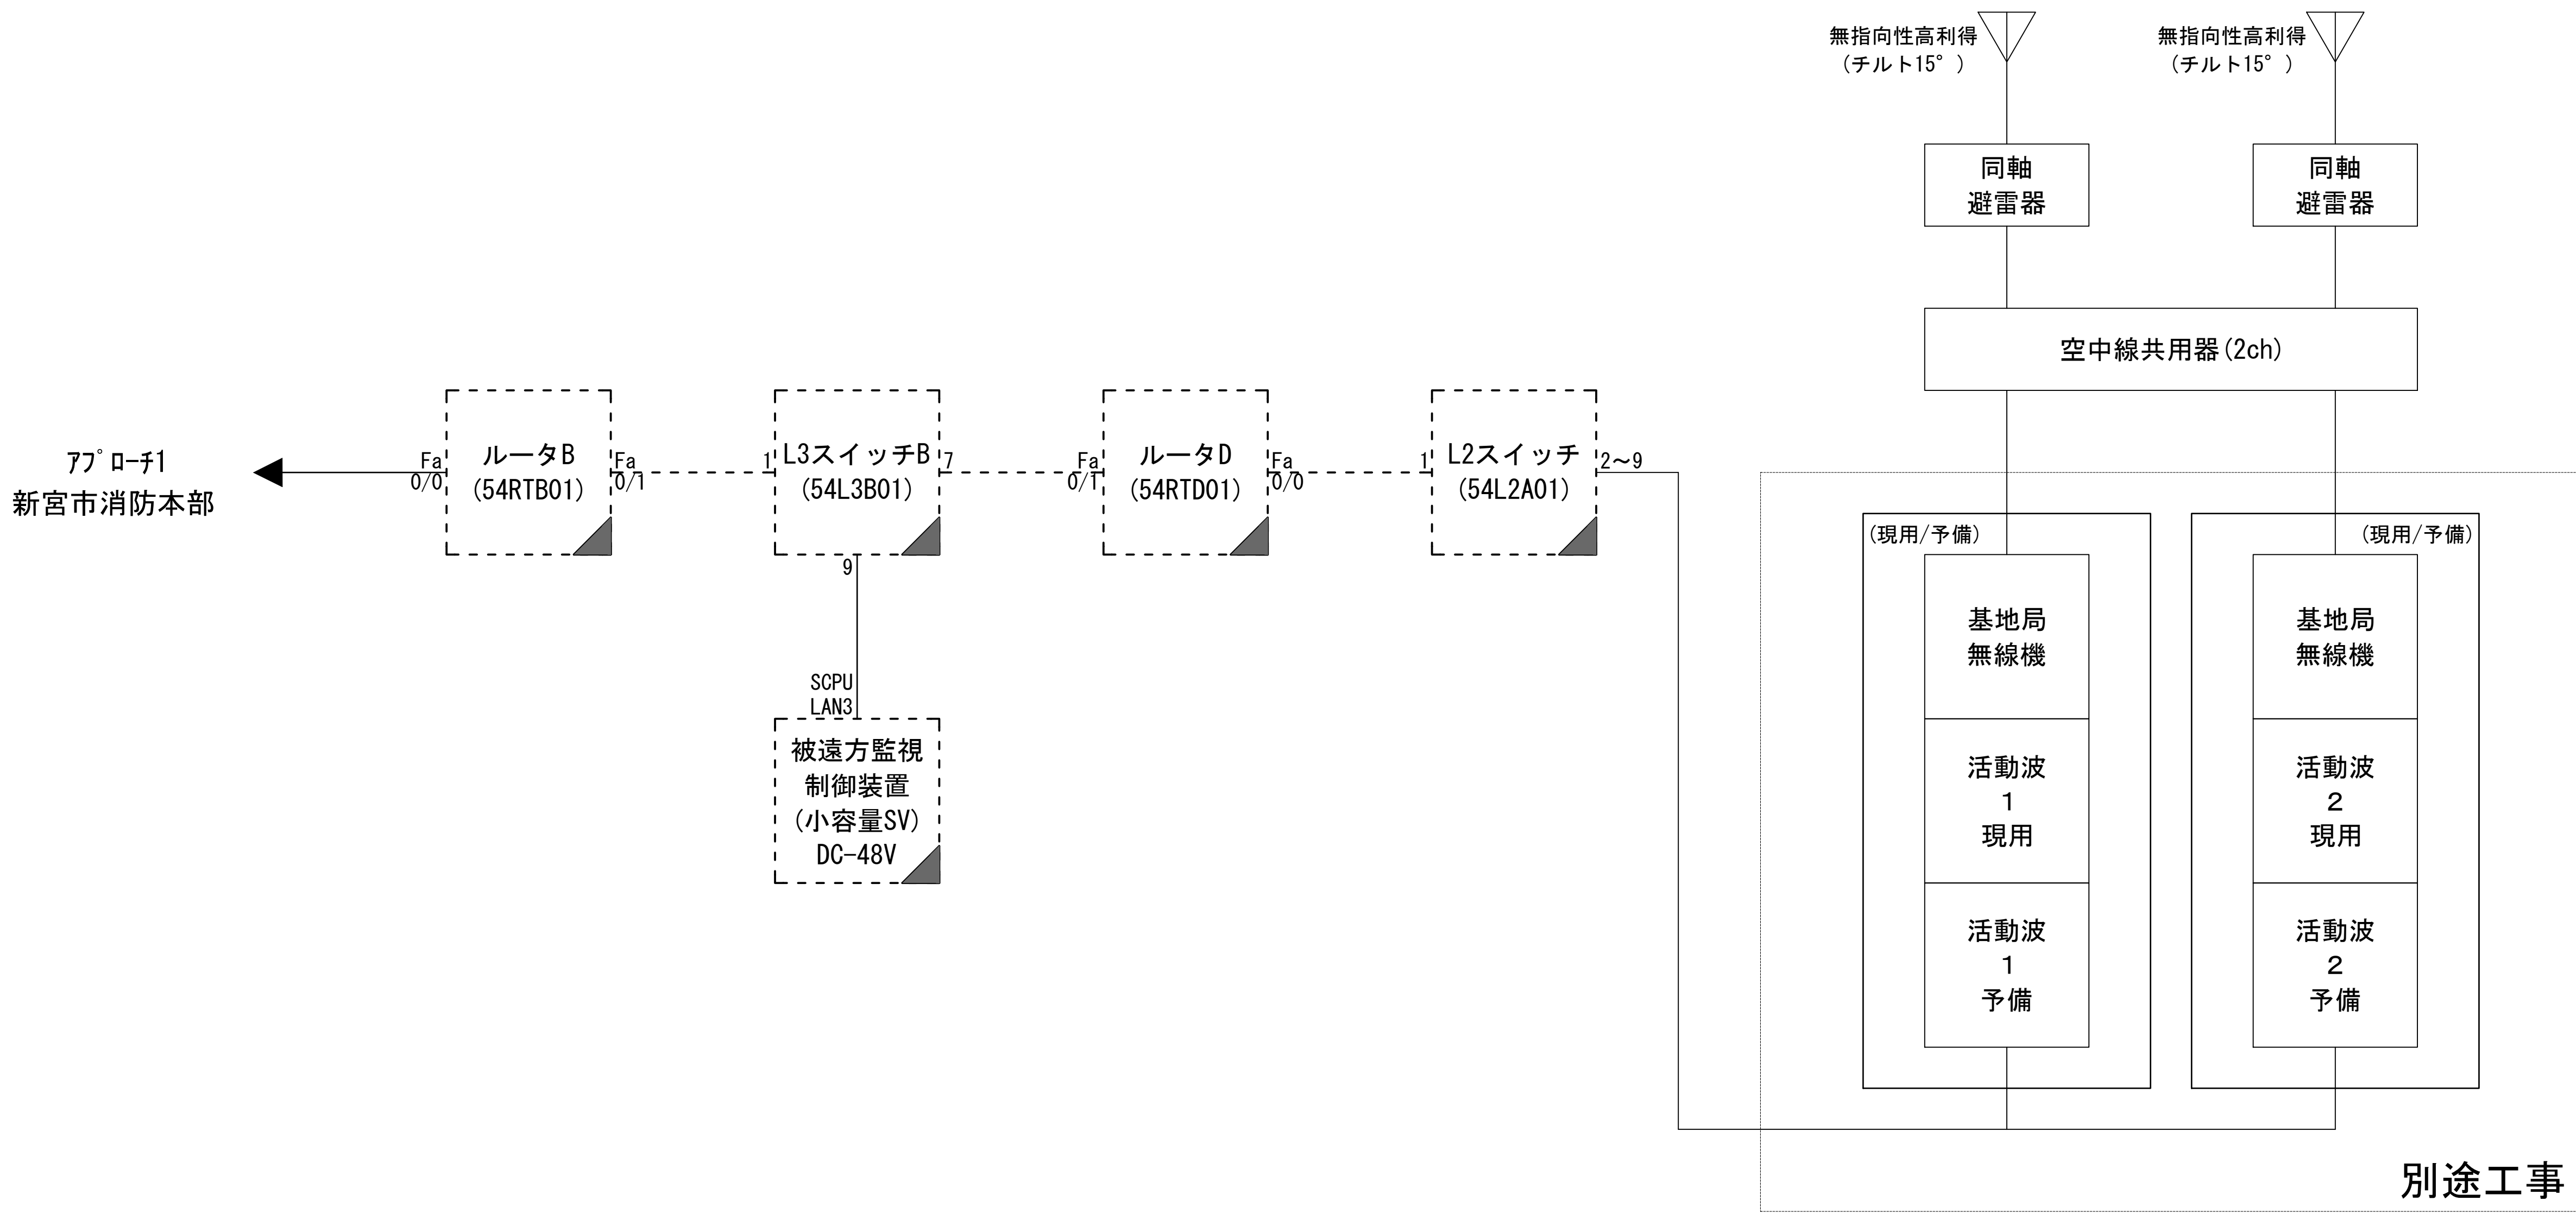 無指向性高利得
(チルト15°)
無指向性高利得
(チルト15°)
同軸
避雷器
同軸
避雷器
空中線共用器(2ch)
ｱﾌﾟﾛｰﾁ1
新宮市消防本部
Fa
0/0
ルータB
(54RTB01)
Fa
0/1
1
L3スイッチB
(54L3B01)
7
9
Fa
0/1
ルータD
(54RTD01)
Fa
0/0
1
L2スイッチ
(54L2A01)
2～9
SCPU
LAN3
被遠方監視
制御装置
(小容量SV)
DC-48V
(現用/予備)
基地局
無線機
活動波
1
現用
活動波
1
予備
(現用/予備)
基地局
無線機
活動波
2
現用
活動波
2
予備
別途工事